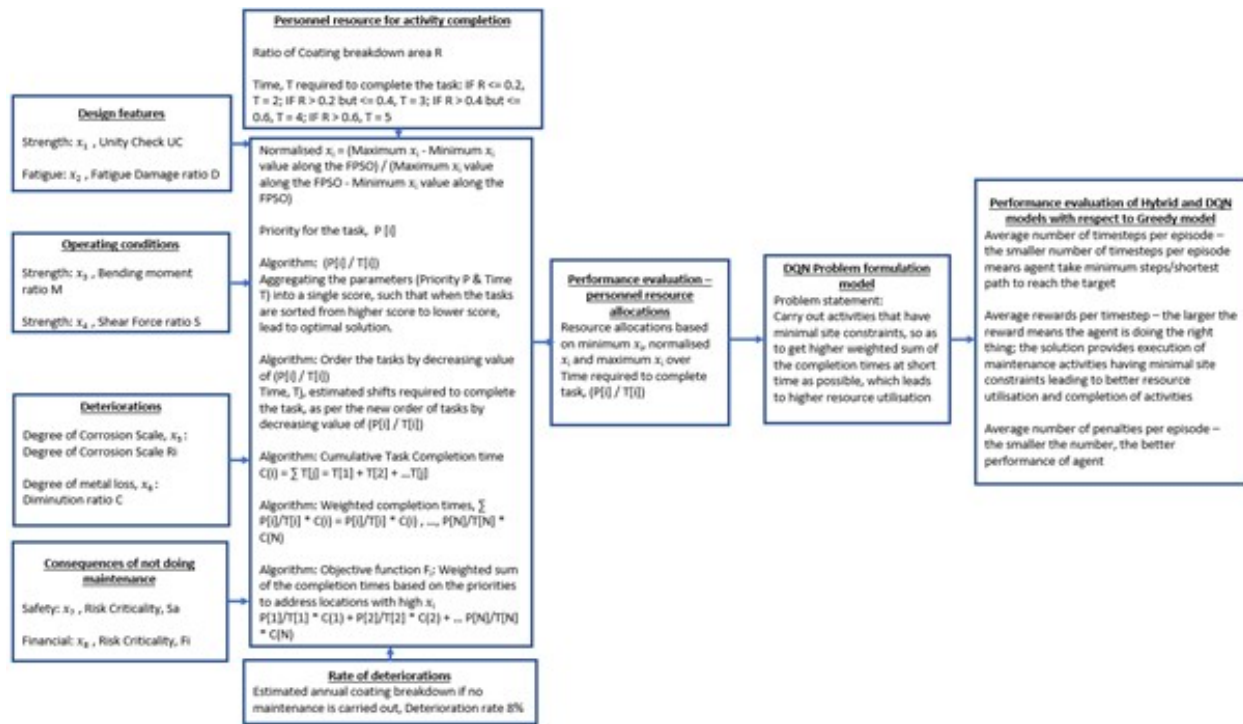 Personnel resource for activity completion
Ratio of Coating breakdown area R
Time, T required to complete the task: IF R <= 0.2,
T = 2; IF R > 0.2 but <= 0.4, T = 3; IF R > 0.4 but <=
0.6, T = 4; IF R > 0.6, T = 5
Design features
Strength: x₁ , Unity Check UC
Fatigue: x₂ , Fatigue Damage ratio D
Operating conditions
Strength: x₃ , Bending moment
ratio M
Strength: x₄ , Shear Force ratio S
Deteriorations
Degree of Corrosion Scale, x₅ :
Degree of Corrosion Scale Ri
Degree of metal loss, x₆ :
Diminution ratio C
Consequences of not doing
maintenance
Safety: x₇ , Risk Criticality, Sa
Financial: x₈ , Risk Criticality, Fi
Normalised xᵢ = (Maximum xᵢ - Minimum xᵢ
value along the FPSO) / (Maximum xᵢ value
along the FPSO - Minimum xᵢ value along the
FPSO)
Priority for the task, P [i]
Algorithm: (P[i] / T[i])
Aggregating the parameters (Priority P & Time
T) into a single score, such that when the tasks
are sorted from higher score to lower score,
lead to optimal solution.
Algorithm: Order the tasks by decreasing value
of (P[i] / T[i])
Time, Tj, estimated shifts required to complete
the task, as per the new order of tasks by
decreasing value of (P[i] / T[i])
Algorithm: Cumulative Task Completion time
C(i) = ∑ T[j] = T[1] + T[2] + ...T[j]
Algorithm: Weighted completion times, ∑
P[i]/T[i] * C(i) = P[i]/T[i] * C(i) , ..., P[N]/T[N] *
C(N)
Algorithm: Objective function Fᵢ: Weighted sum
of the completion times based on the priorities
to address locations with high xᵢ
P[1]/T[1] * C(1) + P[2]/T[2] * C(2) + ... P[N]/T[N]
* C(N)
Rate of deteriorations
Estimated annual coating breakdown if no
maintenance is carried out, Deterioration rate 8%
Performance evaluation –
personnel resource
allocations
Resource allocations based
on minimum xᵢ, normalised
xᵢ and maximum xᵢ over
Time required to complete
task, (P[i] / T[i])
DQN Problem formulation
model
Problem statement:
Carry out activities that have
minimal site constraints, so as
to get higher weighted sum of
the completion times at short
time as possible, which leads
to higher resource utilisation
Performance evaluation of Hybrid and DQN
models with respect to Greedy model
Average number of timesteps per episode –
the smaller number of timesteps per episode
means agent take minimum steps/shortest
path to reach the target
Average rewards per timestep – the larger the
reward means the agent is doing the right
thing; the solution provides execution of
maintenance activities having minimal site
constraints leading to better resource
utilisation and completion of activities
Average number of penalties per episode –
the smaller the number, the better
performance of agent